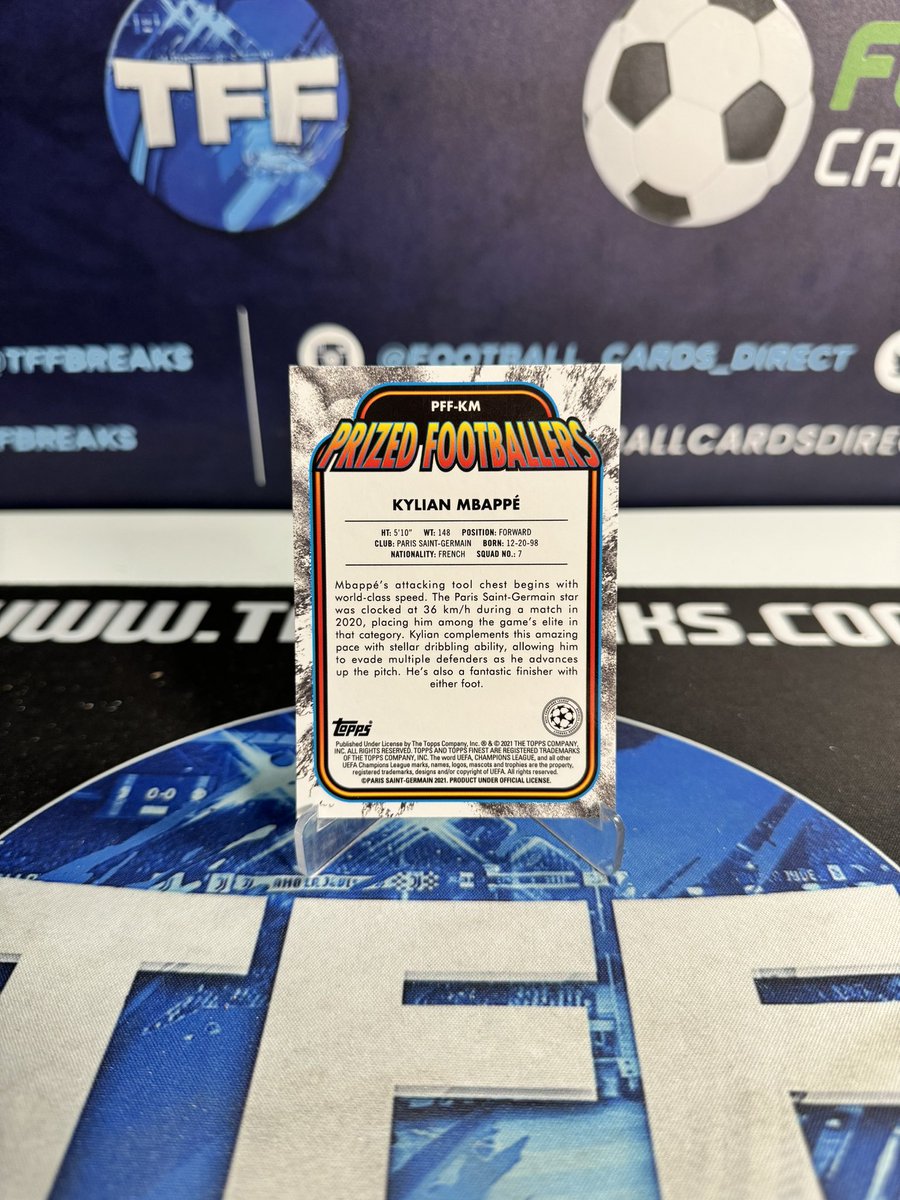 TFF
@TFFBREAKS
@FOOTBALL_CARDS_DIRECT
PFF-KM
PRIZED FOOTBALLERS
KYLIAN MBAPPÉ
HT: 5'10" WT: 148 POSITION: FORWARD
CLUB: PARIS SAINT-GERMAIN BORN: 12-20-98
NATIONALITY: FRENCH SQUAD NO.: 7
Mbappé's attacking tool chest begins with
world-class speed. The Paris Saint-Germain star
was clocked at 36 km/h during a match in
2020, placing him among the game's elite in
that category. Kylian complements this amazing
pace with stellar dribbling ability, allowing him
to evade multiple defenders as he advances
up the pitch. He's also a fantastic finisher with
either foot.
Topps
Published Under License by The Topps Company, Inc. ® & © 2021 THE TOPPS COMPANY,
INC. ALL RIGHTS RESERVED. TOPPS AND TOPPS FINEST ARE REGISTERED TRADEMARKS
OF THE TOPPS COMPANY, INC. The word UEFA, CHAMPIONS LEAGUE, and all other
UEFA Champions League marks, names, logos, mascots and trophies are the property,
registered trademarks, designs and/or copyright of UEFA. All rights reserved.
©PARIS SAINT-GERMAIN 2021. PRODUCT UNDER OFFICIAL LICENSE.
TFF